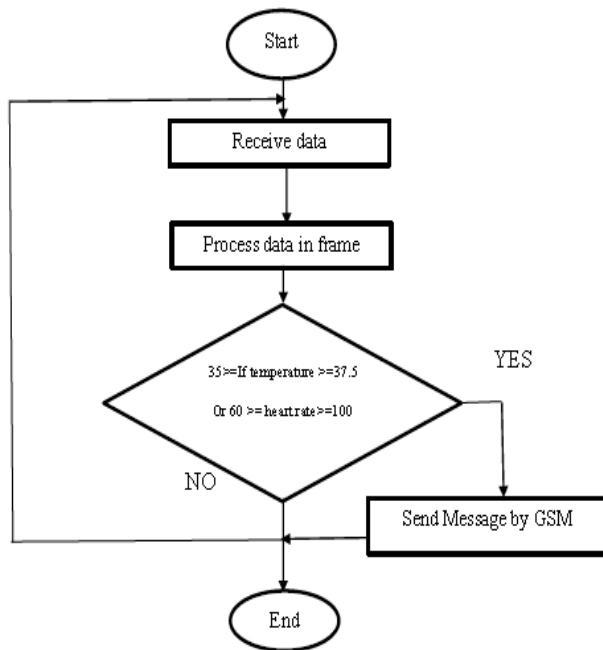 Start
Receive data
Process data in frame
35>=If temperature >=37.5
Or 60 >= heart rate>=100
YES
NO
Send Message by GSM
End